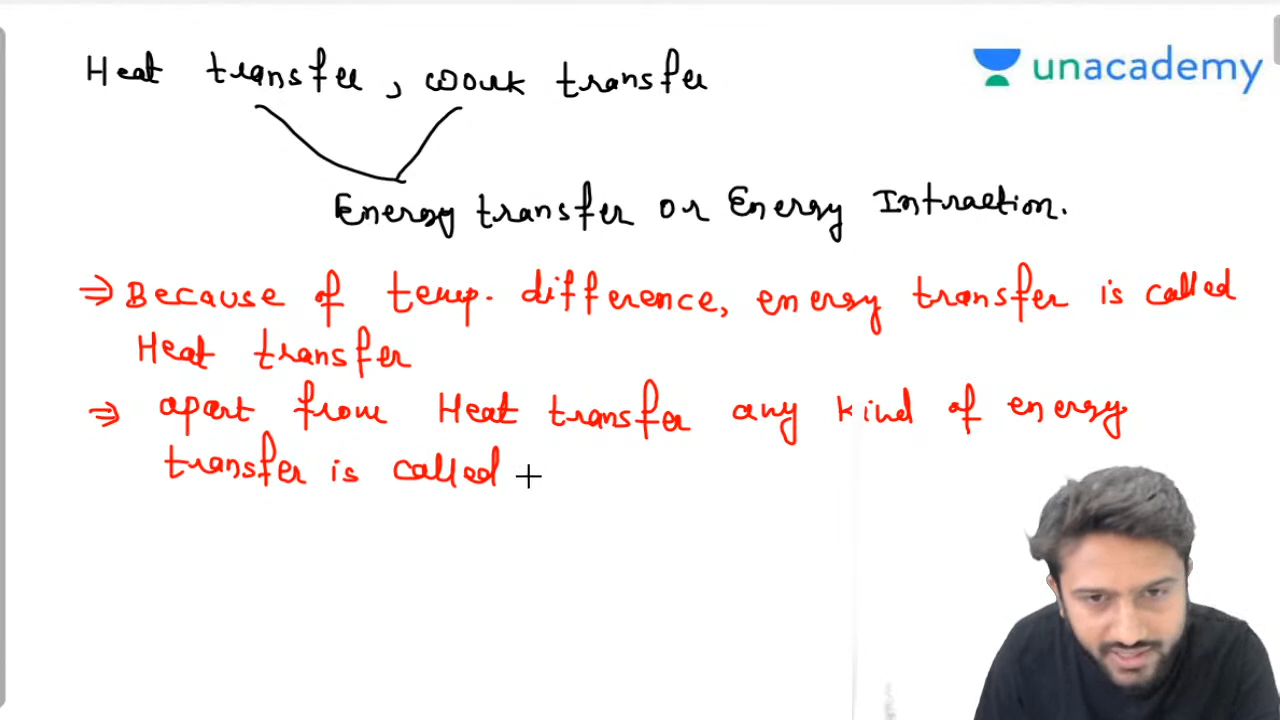 Heat transfer, work transfer
unacademy
Energy transfer or Energy Intraction.
⇒ Because of temp. difference, energy transfer is called
Heat transfer
⇒ apart from Heat transfer any kind of energy
transfer is called